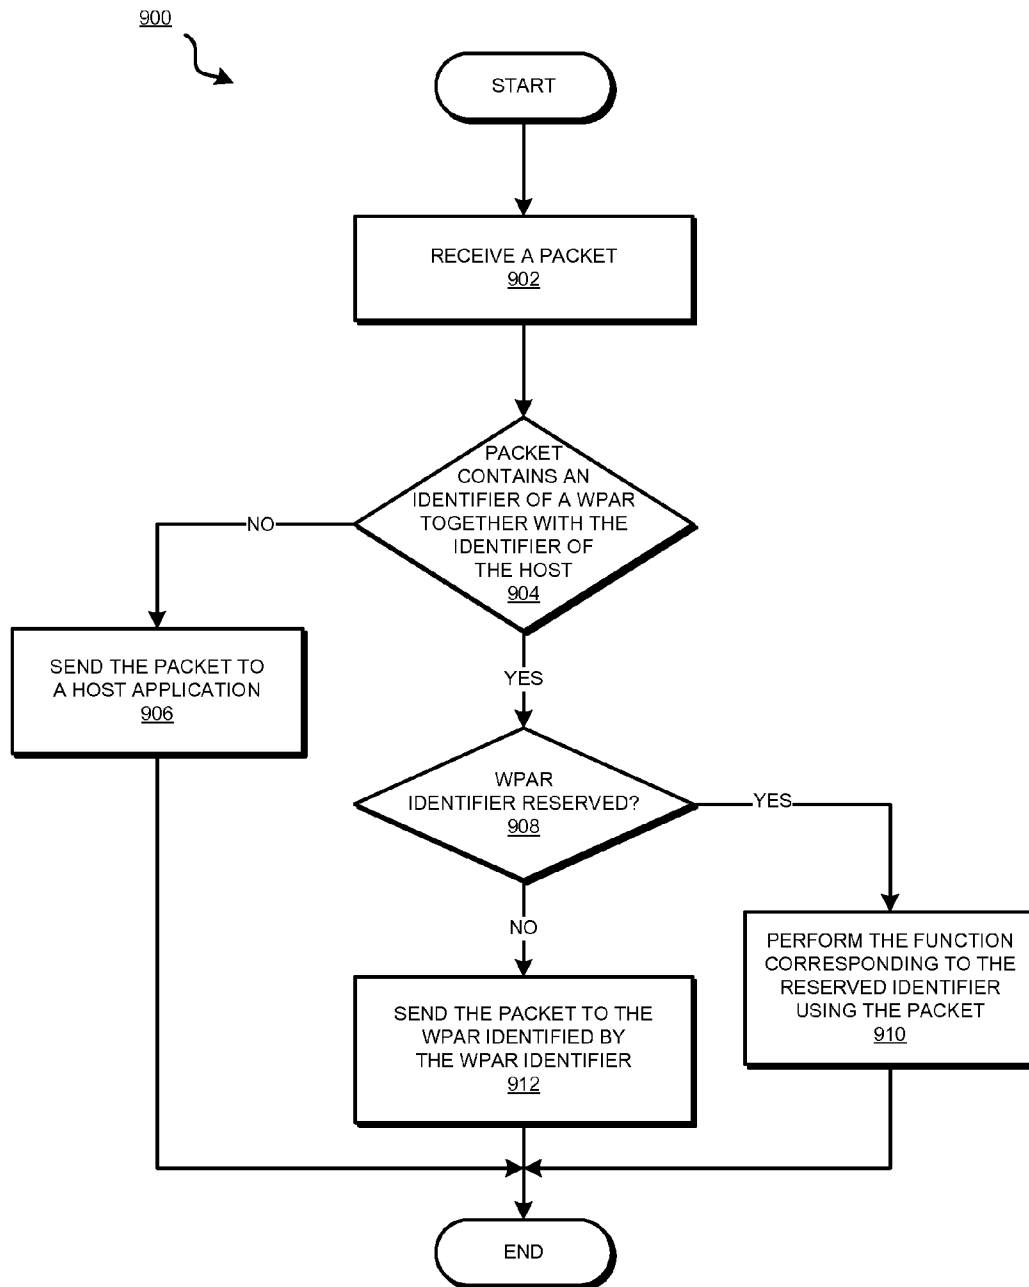 900
START
RECEIVE A PACKET
902
PACKET
CONTAINS AN
IDENTIFIER OF A WPAR
TOGETHER WITH THE
IDENTIFIER OF
THE HOST
904
NO
SEND THE PACKET TO
A HOST APPLICATION
906
YES
WPAR
IDENTIFIER RESERVED?
908
YES
NO
PERFORM THE FUNCTION
CORRESPONDING TO THE
RESERVED IDENTIFIER
USING THE PACKET
910
SEND THE PACKET TO THE
WPAR IDENTIFIED BY
THE WPAR IDENTIFIER
912
END